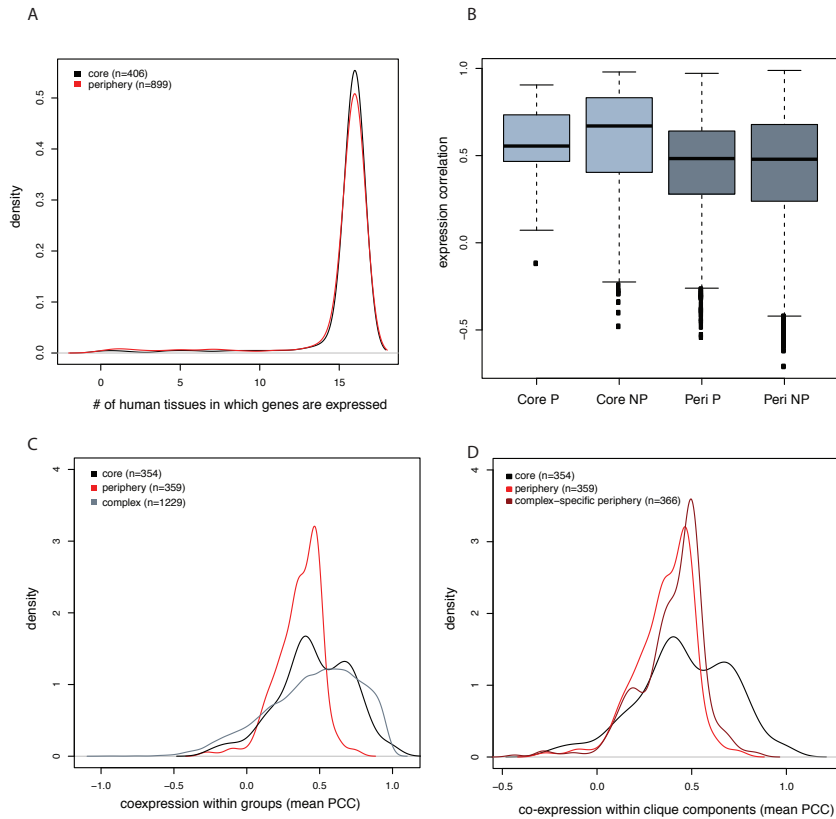 A
core (n=406)
periphery (n=899)
0.5
0.4
0.3
0.2
0.1
0.0
density
0 5 10 15
# of human tissues in which genes are expressed
B
1.0
0.5
0.0
−0.5
expression correlation
Core P Core NP Peri P Peri NP
C
core (n=354)
periphery (n=359)
complex (n=1229)
4
3
2
1
0
density
−1.0 −0.5 0.0 0.5 1.0
coexpression within groups (mean PCC)
D
core (n=354)
periphery (n=359)
complex−specific periphery (n=366)
4
3
2
1
0
density
−0.5 0.0 0.5 1.0
co-expression within clique components (mean PCC)